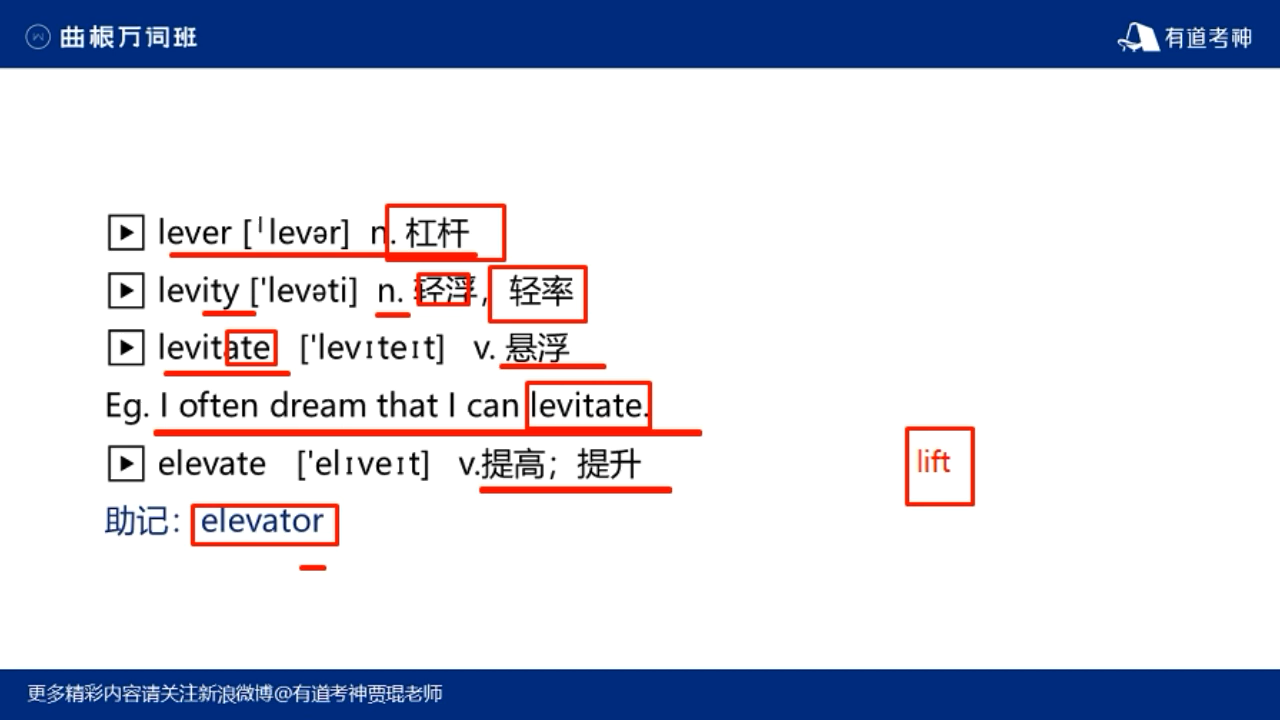 曲根万词班
有道考神
lever [ˈlevər] n. 杠杆
levity ['levəti] n. 轻浮，轻率
levitate ['levɪteɪt] v. 悬浮
Eg. I often dream that I can levitate.
elevate ['elɪveɪt] v.提高；提升
lift
助记：elevator
更多精彩内容请关注新浪微博@有道考神贾琨老师